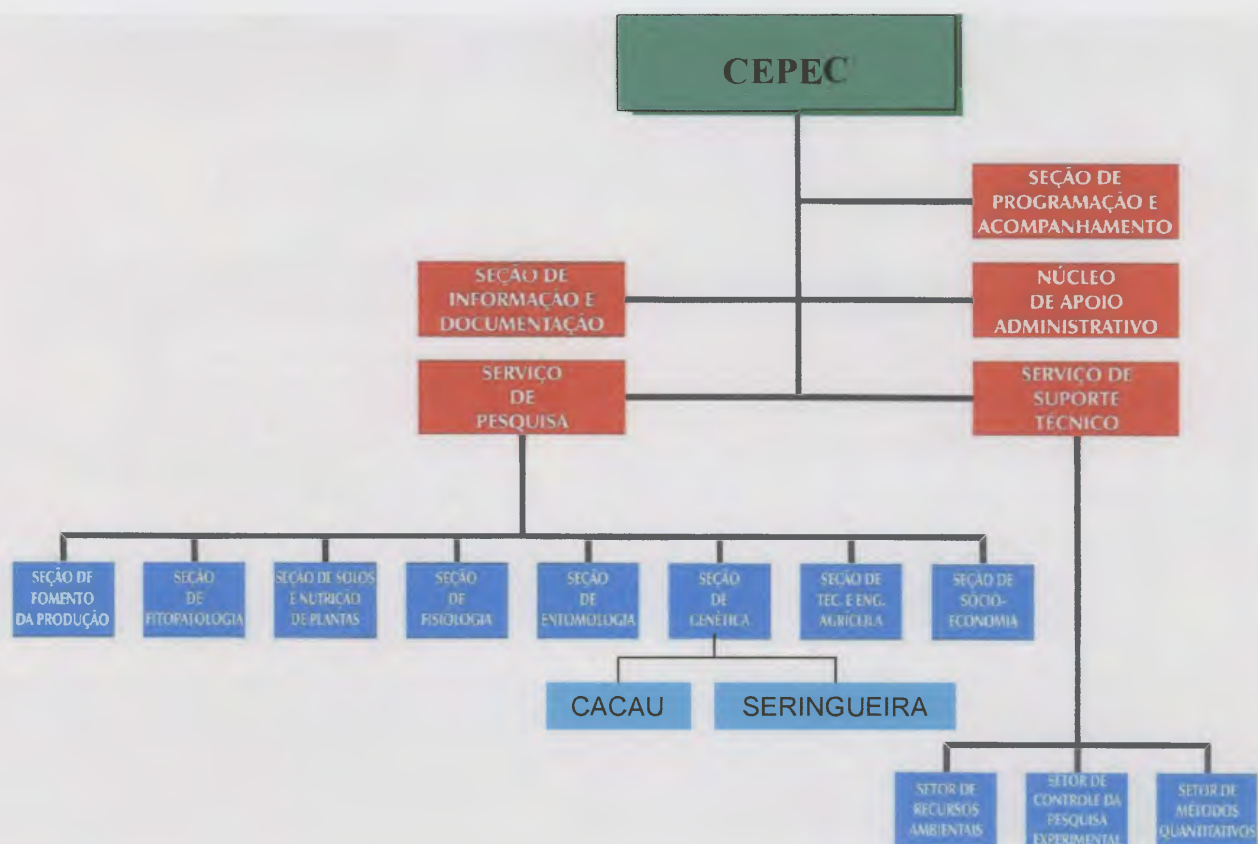 CEPEC
SEÇÃO DE
PROGRAMAÇÃO E
ACOMPANHAMENTO
SEÇÃO DE
INFORMAÇÃO E
DOCUMENTAÇÃO
NÚCLEO
DE APOIO
ADMINISTRATIVO
SERVIÇO
DE
PESQUISA
SERVIÇO DE
SUPORTE
TÉCNICO
SEÇÃO DE
FOMENTO
DA PRODUÇÃO
SEÇÃO
DE
FITOPATOLOGIA
SEÇÃO DE SOLOS
E NUTRIÇÃO
DE PLANTAS
SEÇÃO
DE
FISIOLOGIA
SEÇÃO
DE
ENTOMOLOGIA
SEÇÃO
DE
GENÉTICA
SEÇÃO DE
TEC. E ENG.
AGRÍCOLA
SEÇÃO DE
SÓCIO-
ECONOMIA
CACAU
SERINGUEIRA
SETOR DE
RECURSOS
AMBIENTAIS
SETOR DE
CONTROLE DA
PESQUISA
EXPERIMENTAL
SETOR DE
MÉTODOS
QUANTITATIVOS